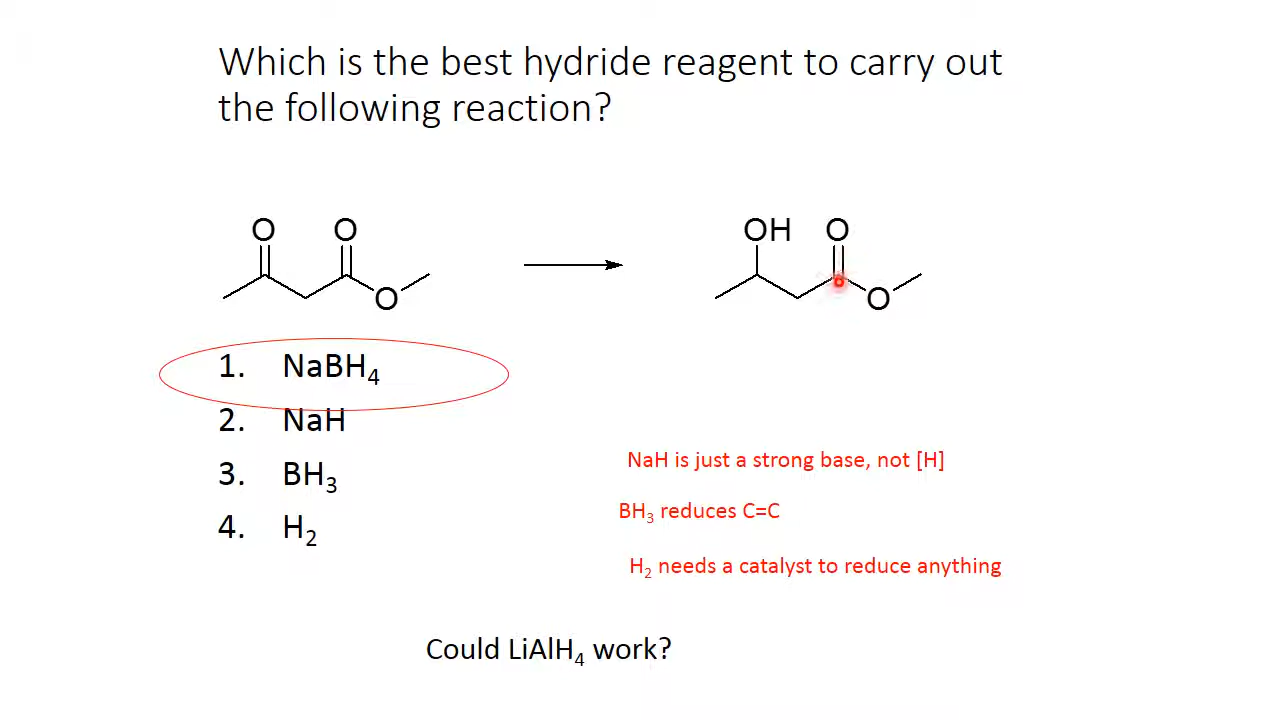 Which is the best hydride reagent to carry out
the following reaction?
O O OH O
O O
1. NaBH₄
2. NaH
3. BH₃
4. H₂
NaH is just a strong base, not [H]
BH₃ reduces C=C
H₂ needs a catalyst to reduce anything
Could LiAlH₄ work?